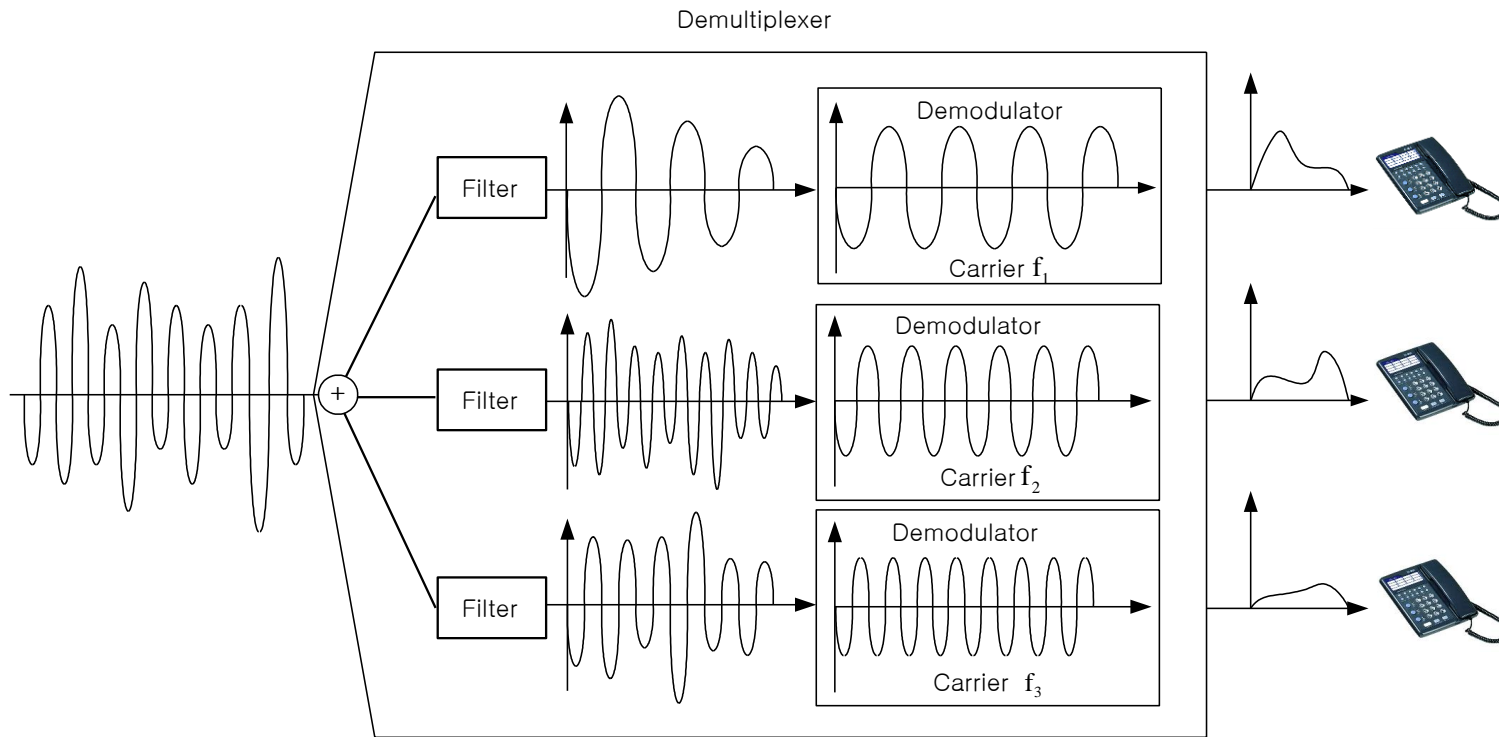 Demultiplexer
Filter
Demodulator
Carrier f1
+
Filter
Demodulator
Carrier f2
Filter
Demodulator
Carrier f3